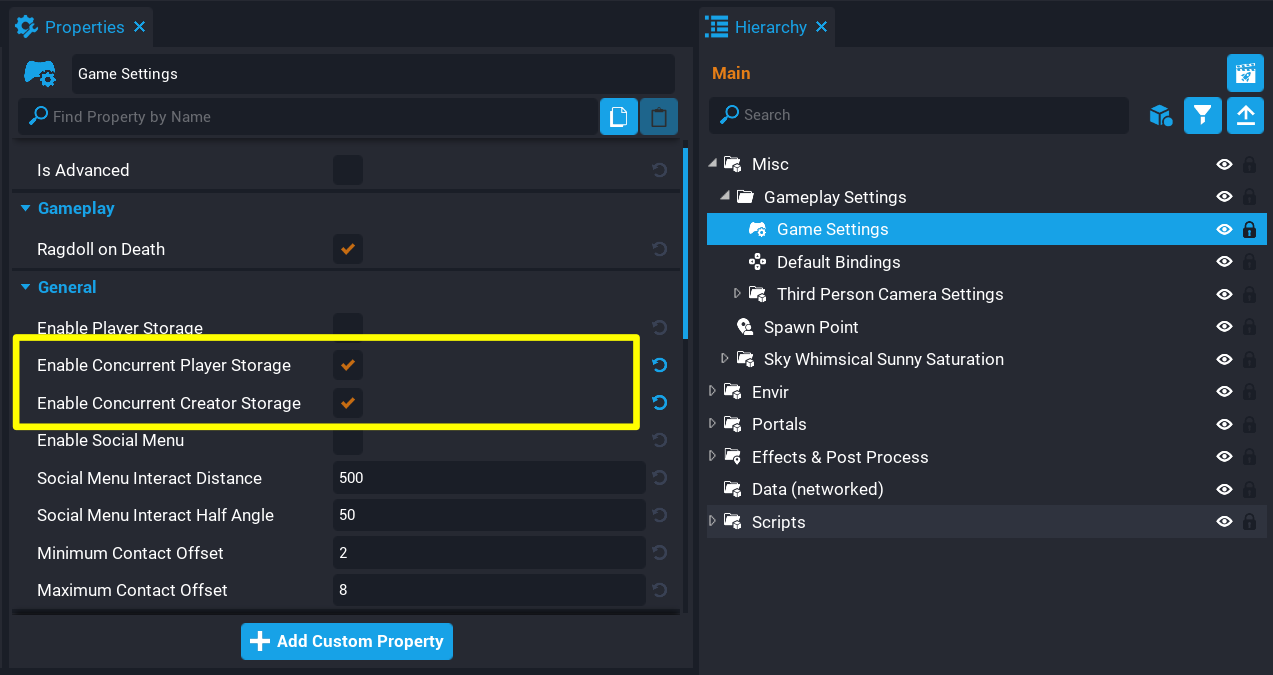 Properties
Game Settings
Find Property by Name
Is Advanced
Gameplay
Ragdoll on Death
General
Enable Player Storage
Enable Concurrent Player Storage
Enable Concurrent Creator Storage
Enable Social Menu
Social Menu Interact Distance 500
Social Menu Interact Half Angle 50
Minimum Contact Offset 2
Maximum Contact Offset 8
Add Custom Property
Hierarchy
Main
Search
Misc
Gameplay Settings
Game Settings
Default Bindings
Third Person Camera Settings
Spawn Point
Sky Whimsical Sunny Saturation
Envir
Portals
Effects & Post Process
Data (networked)
Scripts